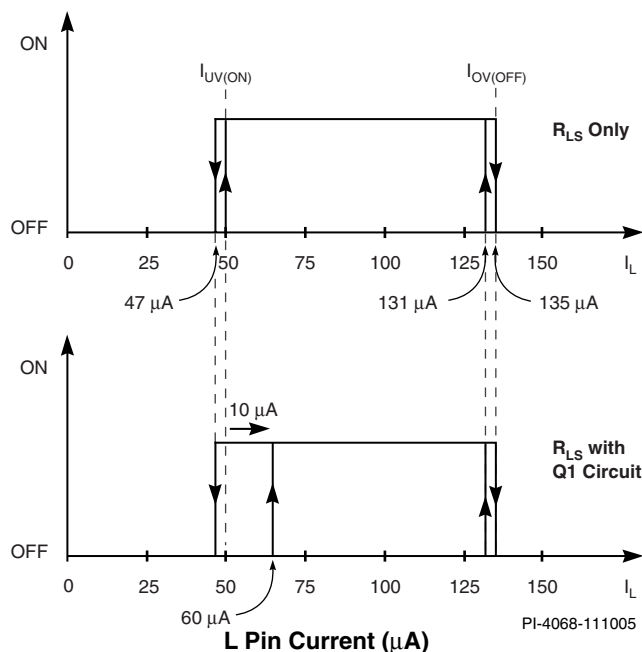 ON
I_UV(ON)
I_OV(OFF)
R_LS Only
OFF
0 25 50 75 100 125 150 I_L
47 µA
131 µA
135 µA
ON
10 µA
R_LS with
Q1 Circuit
OFF
0 25 50 75 100 125 150 I_L
60 µA
PI-4068-111005
L Pin Current (µA)